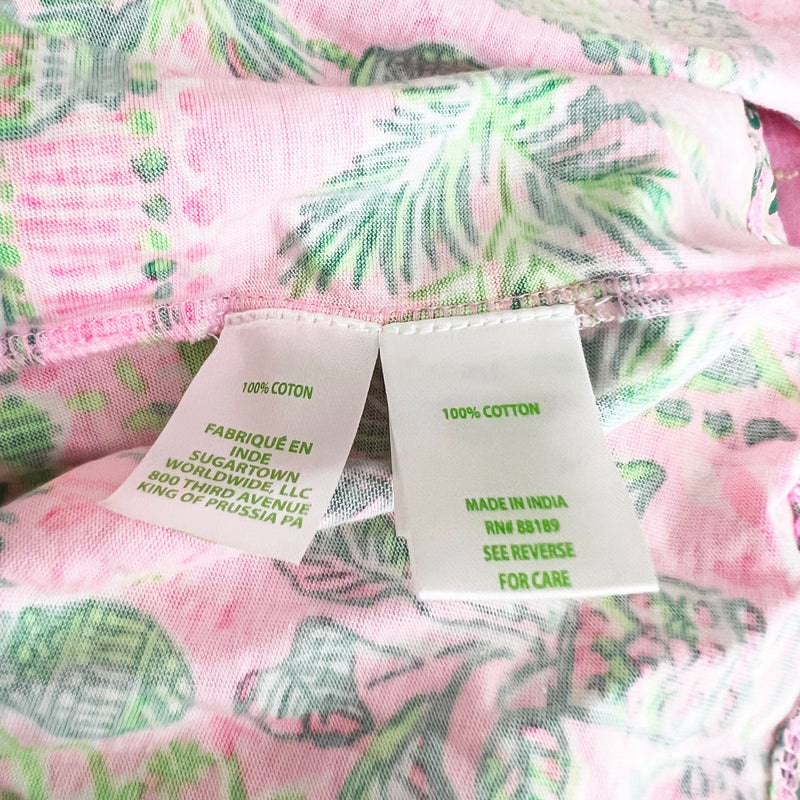 100% COTON
FABRIQUÉ EN
INDE
SUGARTOWN
WORLDWIDE, LLC
800 THIRD AVENUE
KING OF PRUSSIA PA
100% COTTON
MADE IN INDIA
RN# 88189
SEE REVERSE
FOR CARE